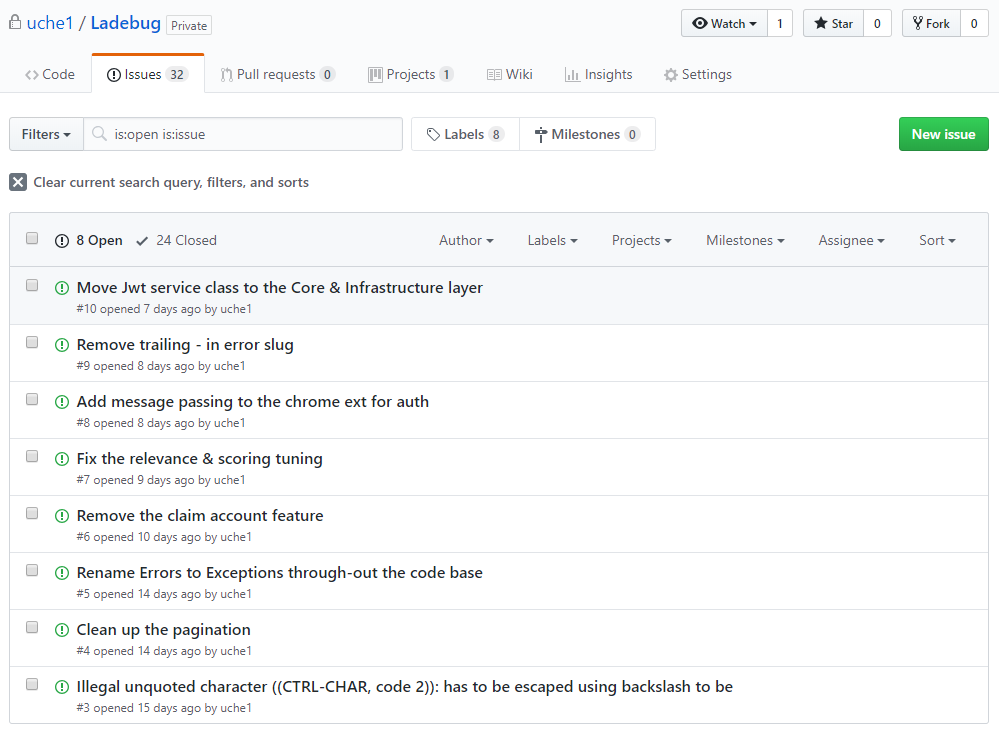 uche1 / Ladebug Private Watch 1 Star 0 Fork 0
Code Issues 32 Pull requests 0 Projects 1 Wiki Insights Settings
Filters is:open is:issue Labels 8 Milestones 0 New issue
Clear current search query, filters, and sorts
8 Open 24 Closed Author Labels Projects Milestones Assignee Sort
Move Jwt service class to the Core & Infrastructure layer
#10 opened 7 days ago by uche1
Remove trailing - in error slug
#9 opened 8 days ago by uche1
Add message passing to the chrome ext for auth
#8 opened 8 days ago by uche1
Fix the relevance & scoring tuning
#7 opened 9 days ago by uche1
Remove the claim account feature
#6 opened 10 days ago by uche1
Rename Errors to Exceptions through-out the code base
#5 opened 14 days ago by uche1
Clean up the pagination
#4 opened 14 days ago by uche1
Illegal unquoted character ((CTRL-CHAR, code 2)): has to be escaped using backslash to be
#3 opened 15 days ago by uche1